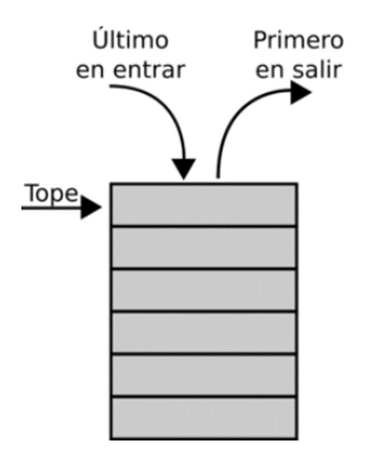 Último
en entrar
Primero
en salir
Tope